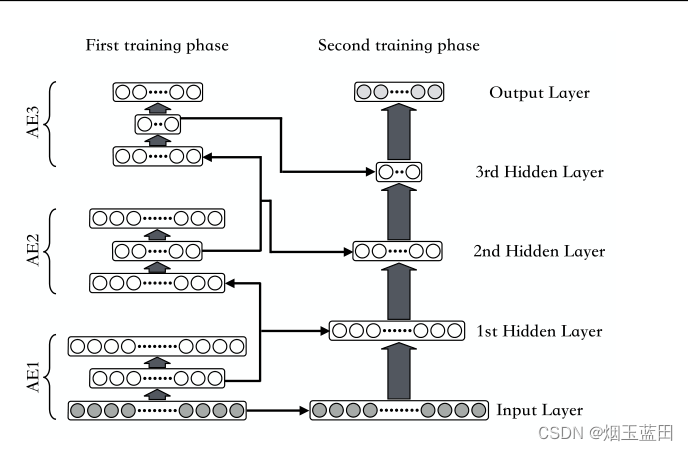 First training phase
Second training phase
AE3
Output Layer
3rd Hidden Layer
AE2
2nd Hidden Layer
AE1
1st Hidden Layer
Input Layer
CSDN @烟玉蓝田